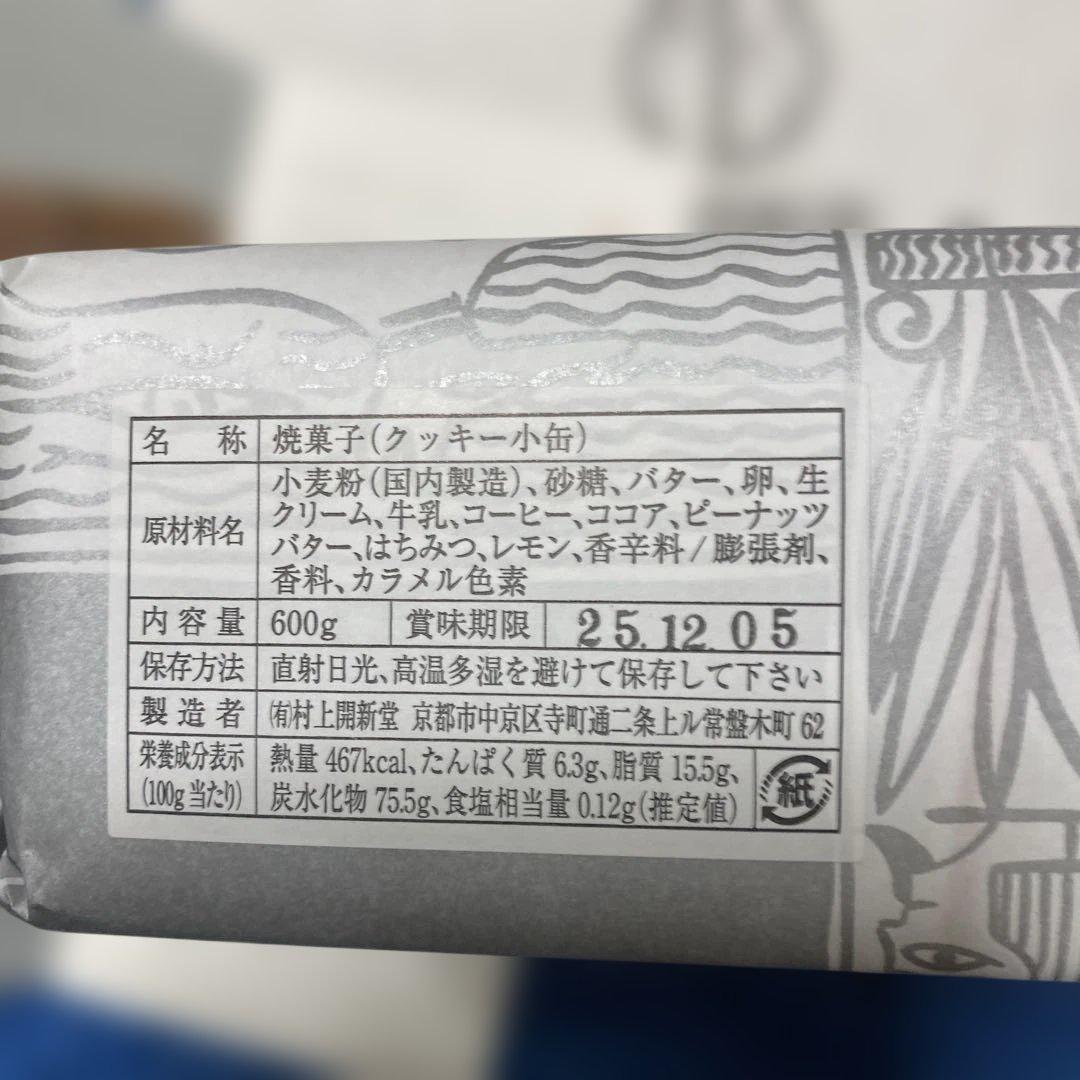 名 称 焼菓子(クッキー小缶)
原材料名 小麦粉(国内製造)、砂糖、バター、卵、生
クリーム、牛乳、コーヒー、ココア、ピーナッツ
バター、はちみつ、レモン、香辛料/膨張剤、
香料、カラメル色素
内容量 600g 賞味期限 25.12.05
保存方法 直射日光、高温多湿を避けて保存して下さい
製造者 ㈲村上開新堂 京都市中京区寺町通二条上ル常盤木町 62
栄養成分表示 熱量 467kcal、たんぱく質 6.3g、脂質 15.5g、
(100g当たり) 炭水化物 75.5g、食塩相当量 0.12g(推定値)
紙